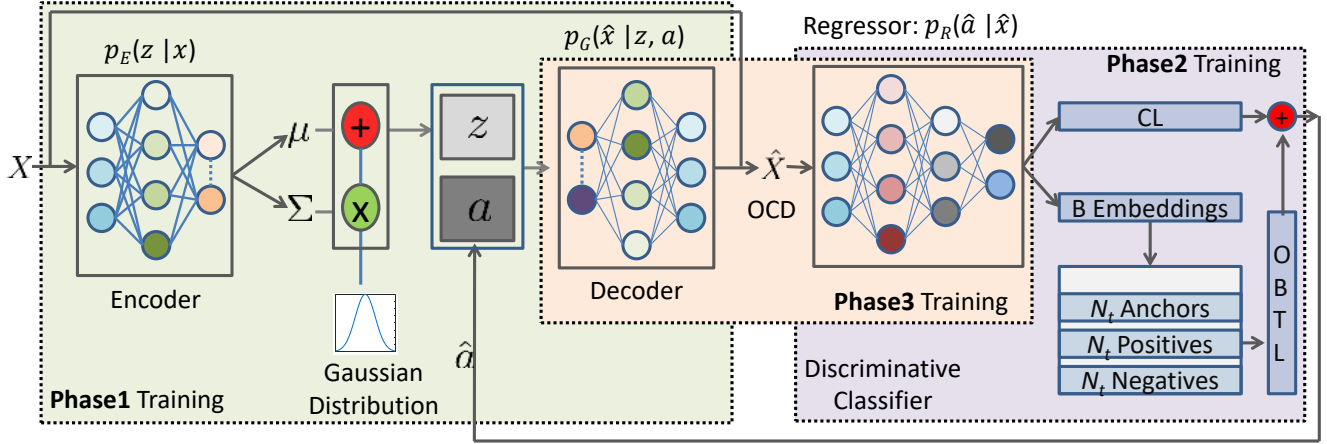 Regressor: p_R(â |x̂)
p_E(z |x)
p_G(x̂ |z, a)
Phase2 Training
X
μ
Σ
+
x
z
a
X̂
OCD
CL
+
B Embeddings
Encoder
Decoder
Phase3 Training
N_t Anchors
N_t Positives
N_t Negatives
OBTL
â
Gaussian
Distribution
Phase1 Training
Discriminative
Classifier